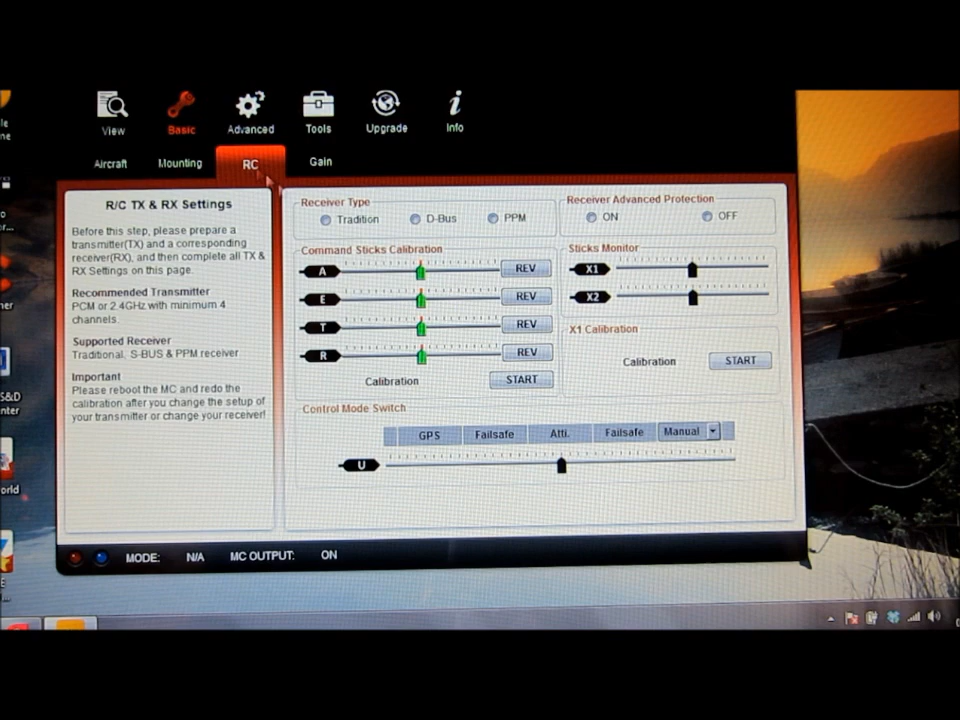 View
Basic
Advanced
Tools
Upgrade
Info
Aircraft
Mounting
RC
Gain
R/C TX & RX Settings
Before this step, please prepare a
transmitter(TX) and a corresponding
receiver(RX), and then complete all TX &
RX Settings on this page.
Recommended Transmitter
PCM or 2.4GHz with minimum 4
channels.
Supported Receiver
Traditional, S-BUS & PPM receiver
Important
Please reboot the MC and redo the
calibration after you change the setup of
your transmitter or change your receiver!
Receiver Type
Tradition
D-Bus
PPM
Receiver Advanced Protection
ON
OFF
Command Sticks Calibration
A
REV
E
REV
T
REV
R
REV
Calibration
START
Sticks Monitor
X1
X2
X1 Calibration
Calibration
START
Control Mode Switch
GPS
Failsafe
Atti.
Failsafe
Manual
U
MODE:
N/A
MC OUTPUT:
ON